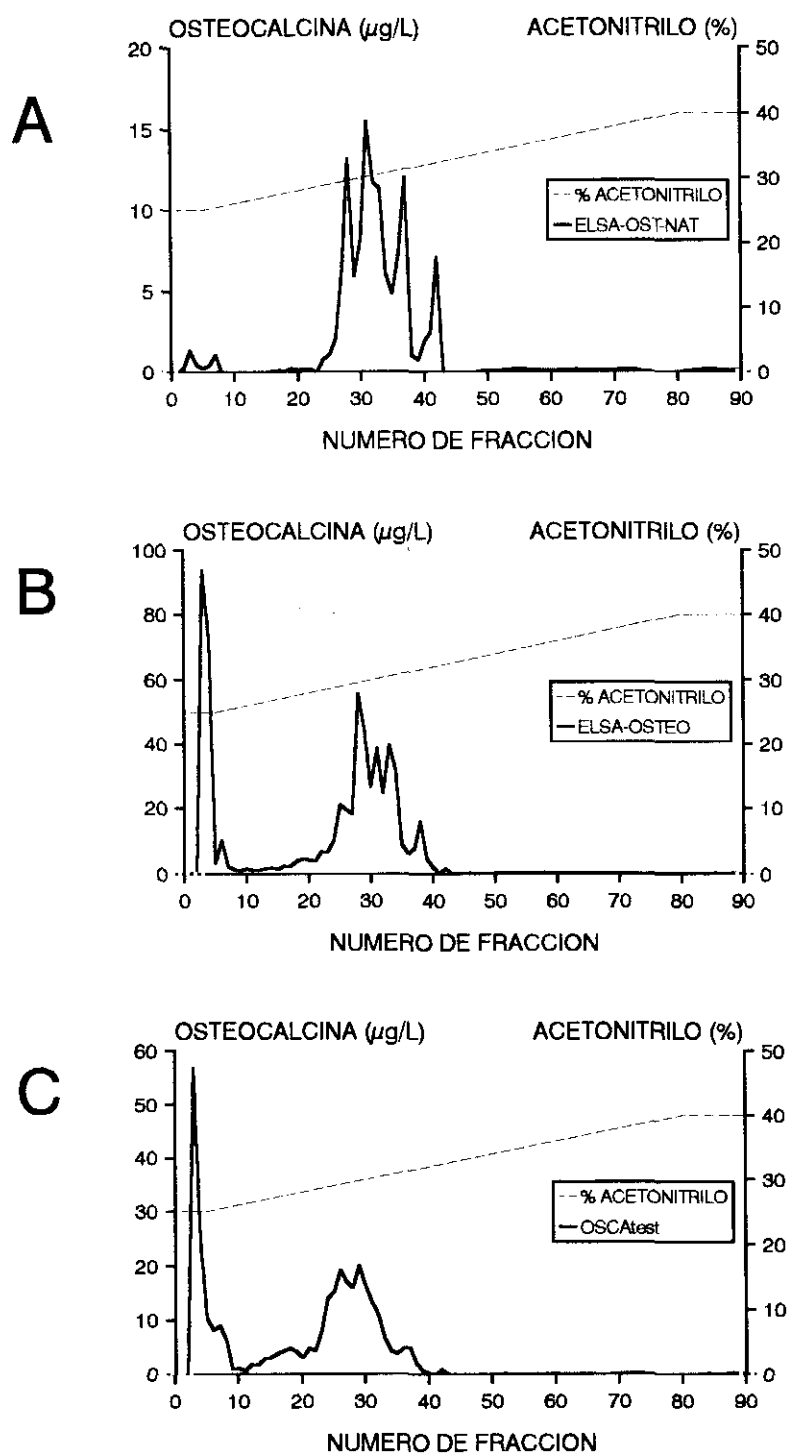 A
OSTEOCALCINA (µg/L) ACETONITRILO (%)
20 50
15 40
10 30
5 20
0 10
0
% ACETONITRILO
ELSA-OST-NAT
0 10 20 30 40 50 60 70 80 90
NUMERO DE FRACCION
B
OSTEOCALCINA (µg/L) ACETONITRILO (%)
100 50
80 40
60 30
40 20
20 10
0 0
% ACETONITRILO
ELSA-OSTEO
0 10 20 30 40 50 60 70 80 90
NUMERO DE FRACCION
C
OSTEOCALCINA (µg/L) ACETONITRILO (%)
60 50
50 40
40 30
30 20
20 10
10 0
0
% ACETONITRILO
OSCAtest
0 10 20 30 40 50 60 70 80 90
NUMERO DE FRACCION